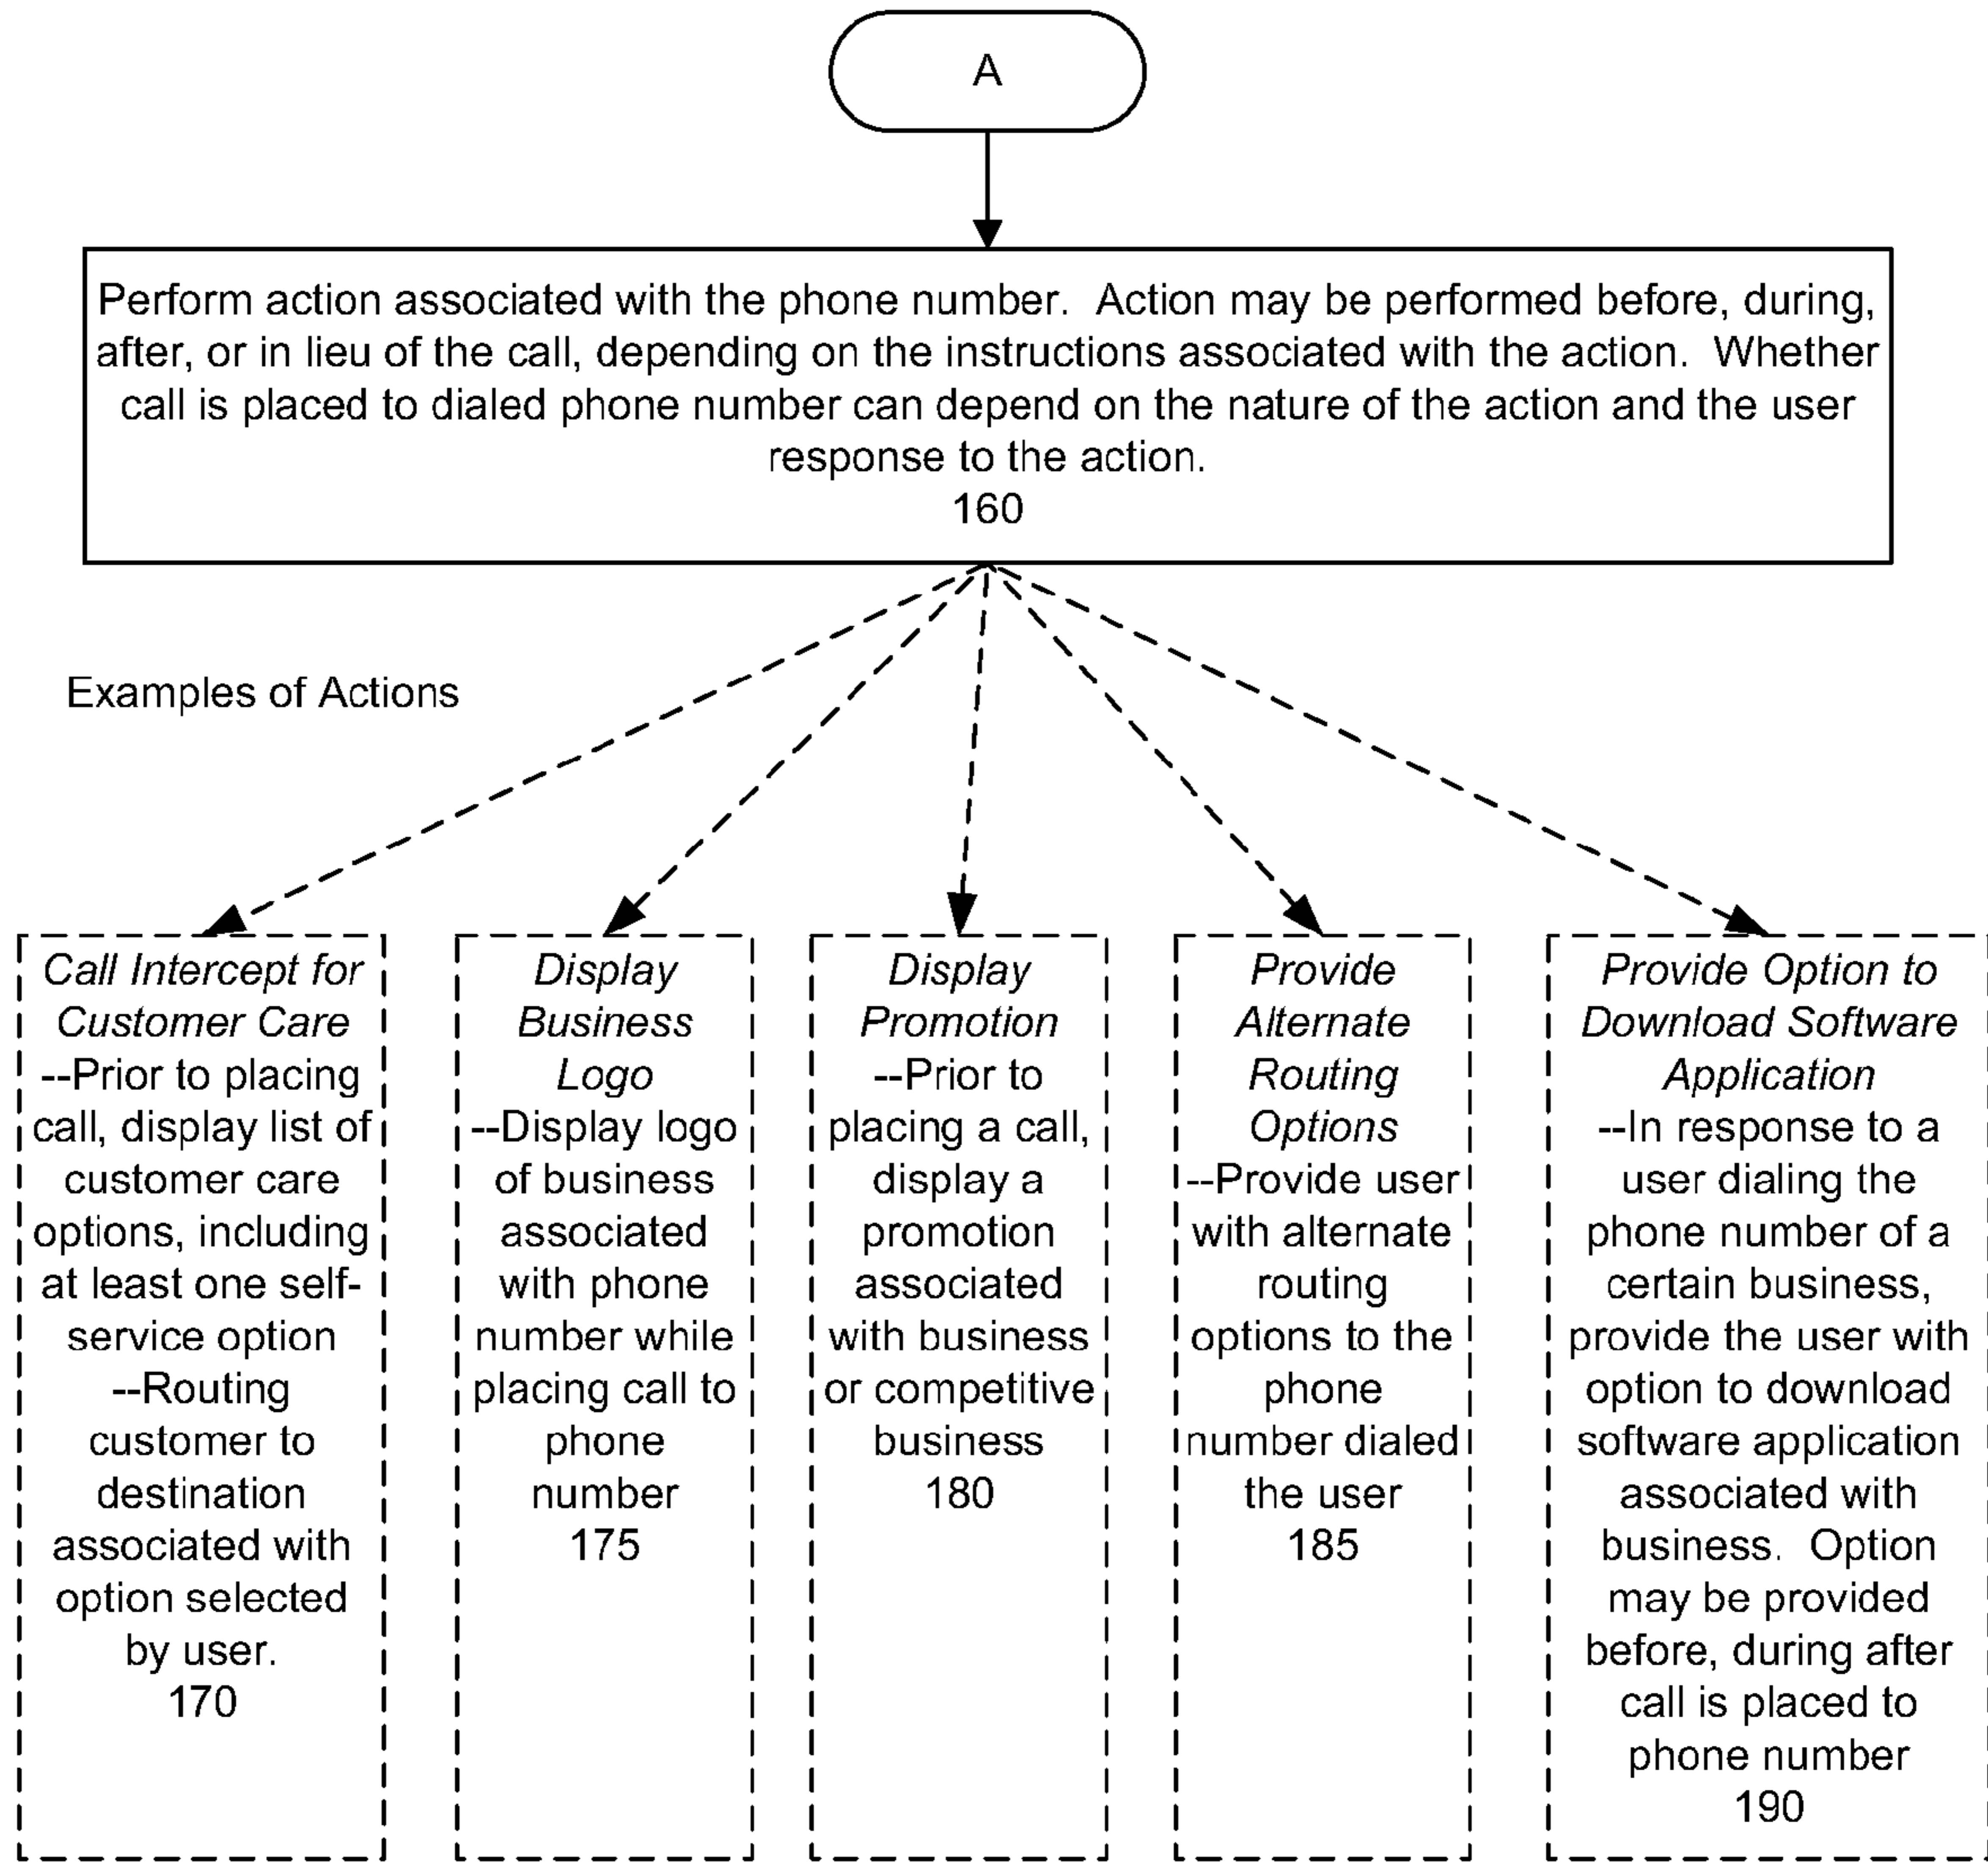 A
Perform action associated with the phone number.  Action may be performed before, during,
after, or in lieu of the call, depending on the instructions associated with the action.  Whether
call is placed to dialed phone number can depend on the nature of the action and the user
response to the action.
160
Examples of Actions
Call Intercept for
Customer Care
--Prior to placing
call, display list of
customer care
options, including
at least one self-
service option
--Routing
customer to
destination
associated with
option selected
by user.
170
Display
Business
Logo
--Display logo
of business
associated
with phone
number while
placing call to
phone
number
175
Display
Promotion
--Prior to
placing a call,
display a
promotion
associated
with business
or competitive
business
180
Provide
Alternate
Routing
Options
--Provide user
with alternate
routing
options to the
phone
number dialed
the user
185
Provide Option to
Download Software
Application
--In response to a
user dialing the
phone number of a
certain business,
provide the user with
option to download
software application
associated with
business.  Option
may be provided
before, during after
call is placed to
phone number
190